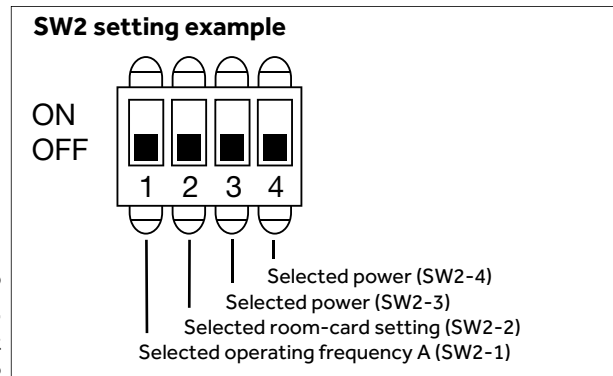 SW2 setting example
ON
OFF
1 2 3 4
Selected power (SW2-4)
Selected power (SW2-3)
Selected room-card setting (SW2-2)
Selected operating frequency A (SW2-1)